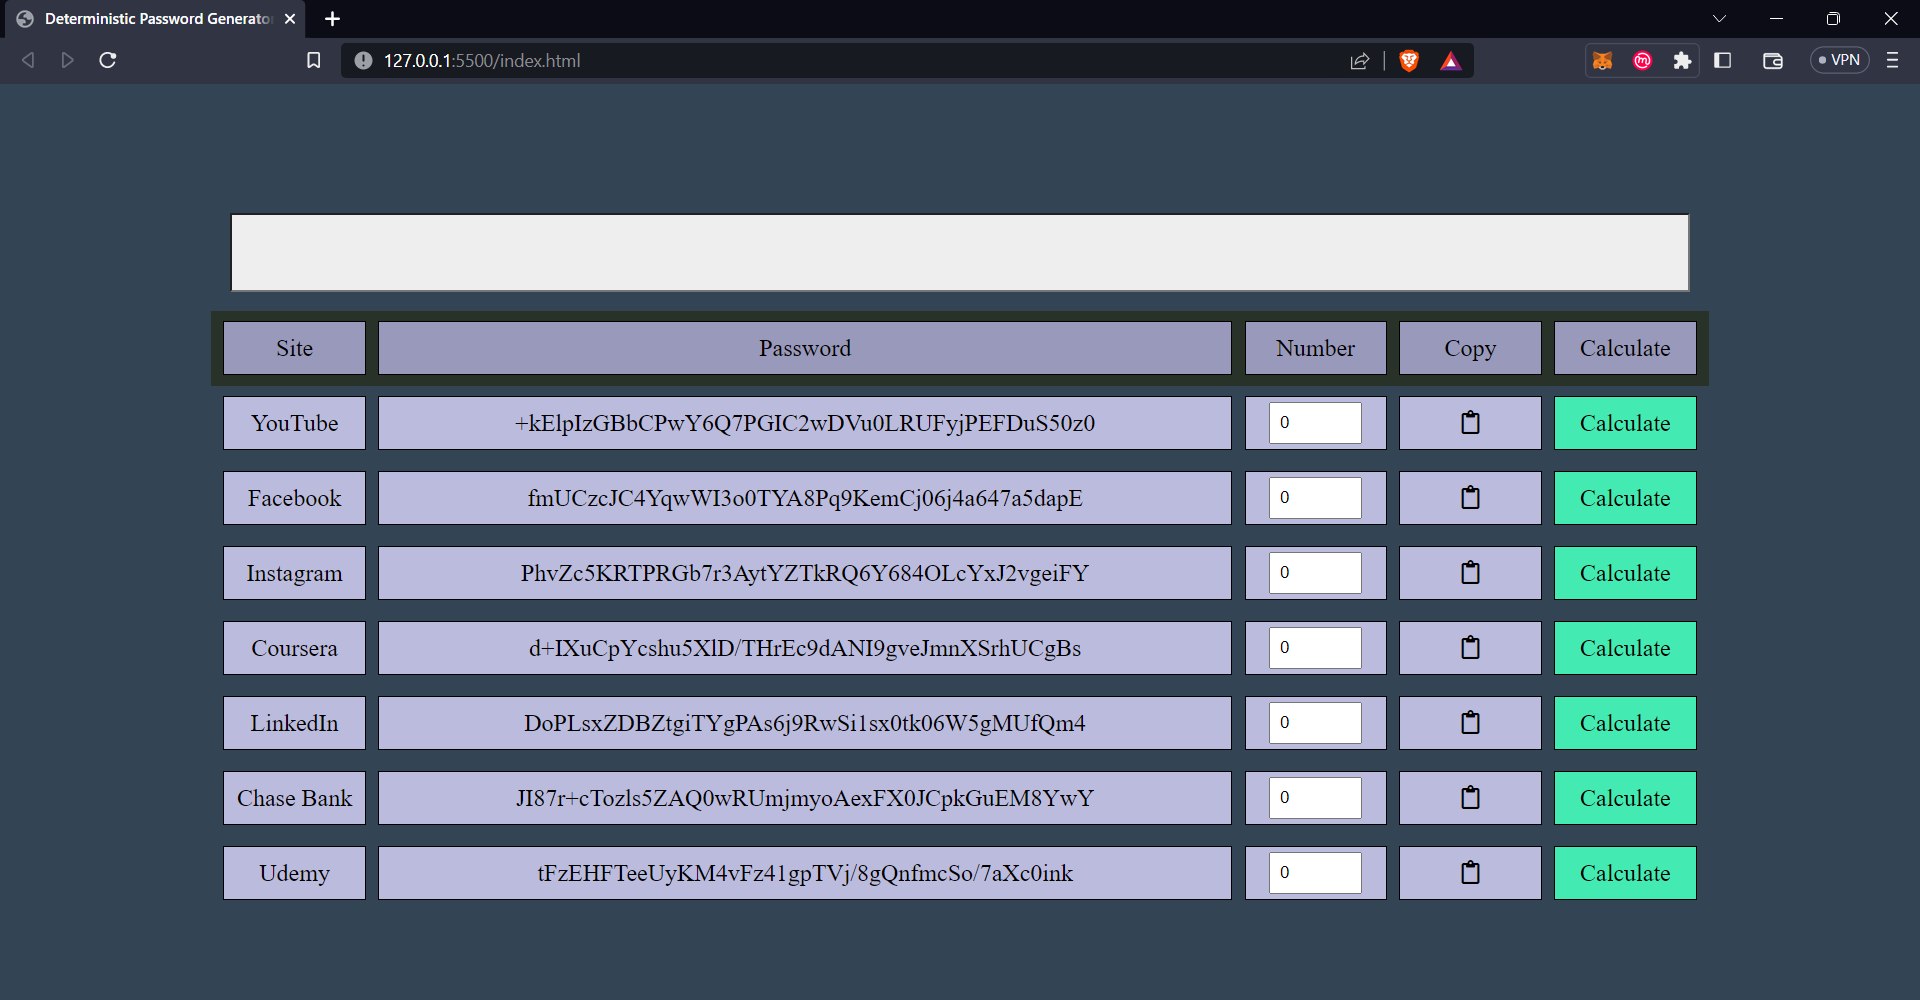 Deterministic Password Generato
127.0.0.1:5500/index.html
VPN
Site Password Number Copy Calculate
YouTube +kElpIzGBbCPwY6Q7PGIC2wDVu0LRUFyjPEFDuS50z0 0 Calculate
Facebook fmUCzcJC4YqwWI3o0TYA8Pq9KemCj06j4a647a5dapE 0 Calculate
Instagram PhvZc5KRTPRGb7r3AytYZTkRQ6Y684OLcYxJ2vgeiFY 0 Calculate
Coursera d+IXuCpYcshu5XlD/THrEc9dANI9gveJmnXSrhUCgBs 0 Calculate
LinkedIn DoPLsxZDBZtgiTYgPAs6j9RwSi1sx0tk06W5gMUfQm4 0 Calculate
Chase Bank JI87r+cTozls5ZAQ0wRUmjmyoAexFX0JCpkGuEM8YwY 0 Calculate
Udemy tFzEHFTeeUyKM4vFz41gpTVj/8gQnfmcSo/7aXc0ink 0 Calculate